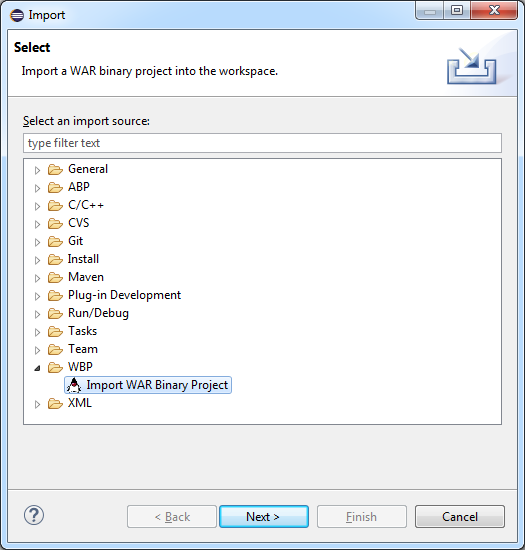 Import
Select
Import a WAR binary project into the workspace.
Select an import source:
type filter text
General
ABP
C/C++
CVS
Git
Install
Maven
Plug-in Development
Run/Debug
Tasks
Team
WBP
Import WAR Binary Project
XML
? < Back Next > Finish Cancel